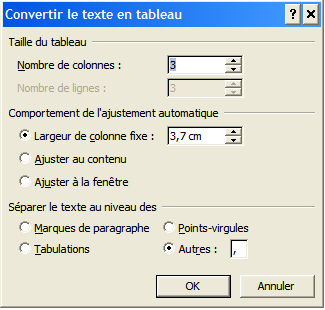 Convertir le texte en tableau
Taille du tableau
Nombre de colonnes : 3
Nombre de lignes : 3
Comportement de l'ajustement automatique
Largeur de colonne fixe : 3,7 cm
Ajuster au contenu
Ajuster à la fenêtre
Séparer le texte au niveau des
Marques de paragraphe Points-virgules
Tabulations Autres : ,
OK Annuler